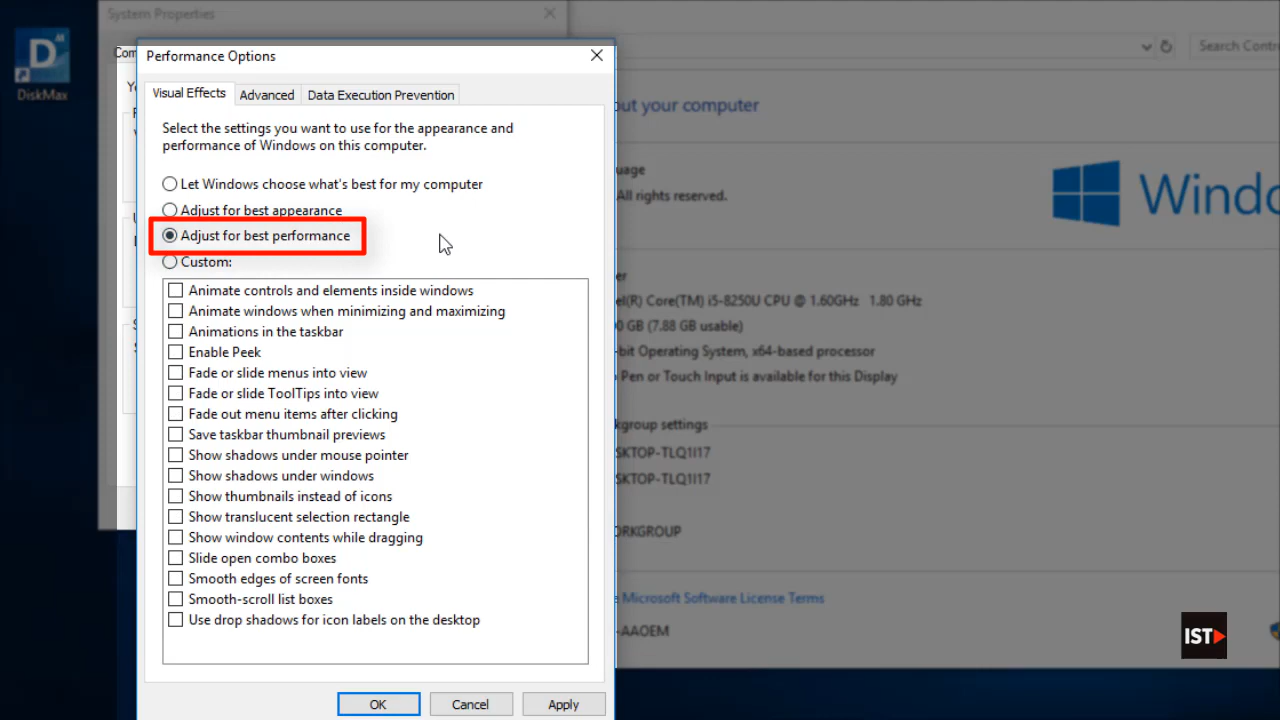 System Properties
DiskMax
Com
Performance Options
Search Contr
Visual Effects
Advanced
Data Execution Prevention
out your computer
Select the settings you want to use for the appearance and
performance of Windows on this computer.
uage
All rights reserved.
Windo
Let Windows choose what's best for my computer
Adjust for best appearance
Adjust for best performance
Custom:
Animate controls and elements inside windows
Animate windows when minimizing and maximizing
Animations in the taskbar
Enable Peek
Fade or slide menus into view
Fade or slide ToolTips into view
Fade out menu items after clicking
Save taskbar thumbnail previews
Show shadows under mouse pointer
Show shadows under windows
Show thumbnails instead of icons
Show translucent selection rectangle
Show window contents while dragging
Slide open combo boxes
Smooth edges of screen fonts
Smooth-scroll list boxes
Use drop shadows for icon labels on the desktop
OK
Cancel
Apply
er
el(R) Core(TM) i5-8250U CPU @ 1.60GHz 1.80 GHz
0 GB (7.88 GB usable)
-bit Operating System, x64-based processor
Pen or Touch Input is available for this Display
kgroup settings
SKTOP-TLQ1I17
SKTOP-TLQ1I17
ORKGROUP
Microsoft Software License Terms
-AAOEM
IST